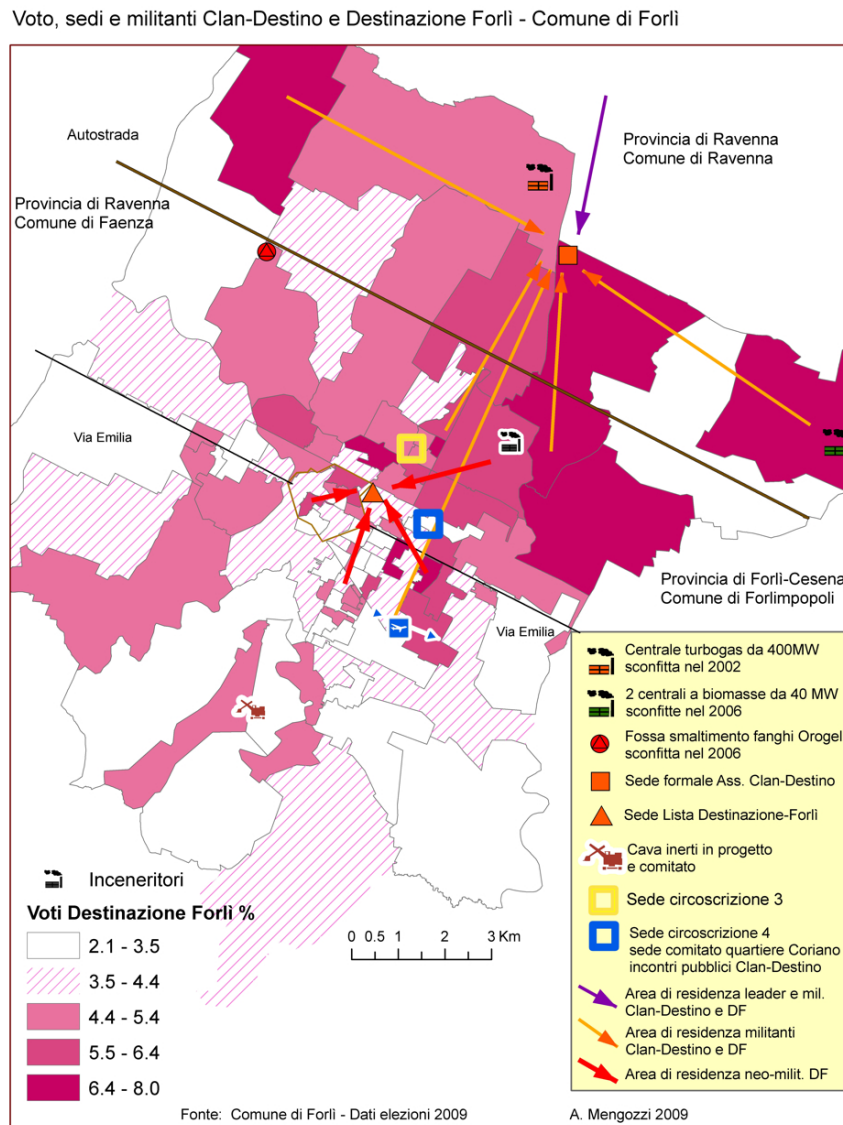 Voto, sedi e militanti Clan-Destino e Destinazione Forlì - Comune di Forlì
Autostrada
Provincia di Ravenna
Comune di Ravenna
Provincia di Ravenna
Comune di Faenza
Via Emilia
Provincia di Forlì-Cesena
Comune di Forlimpopoli
Via Emilia
Centrale turbogas da 400MW
sconfitta nel 2002
2 centrali a biomasse da 40 MW
sconfitte nel 2006
Fossa smaltimento fanghi Orogel
sconfitta nel 2006
Sede formale Ass. Clan-Destino
Sede Lista Destinazione-Forlì
Cava inerti in progetto
e comitato
Sede circoscrizione 3
Sede circoscrizione 4
sede comitato quartiere Coriano
incontri pubblici Clan-Destino
Area di residenza leader e mil.
Clan-Destino e DF
Area di residenza militanti
Clan-Destino e DF
Area di residenza neo-milit. DF
Inceneritori
Voti Destinazione Forlì %
2.1 - 3.5
3.5 - 4.4
4.4 - 5.4
5.5 - 6.4
6.4 - 8.0
0 0.5 1 2 3 Km
Fonte: Comune di Forlì - Dati elezioni 2009
A. Mengozzi 2009